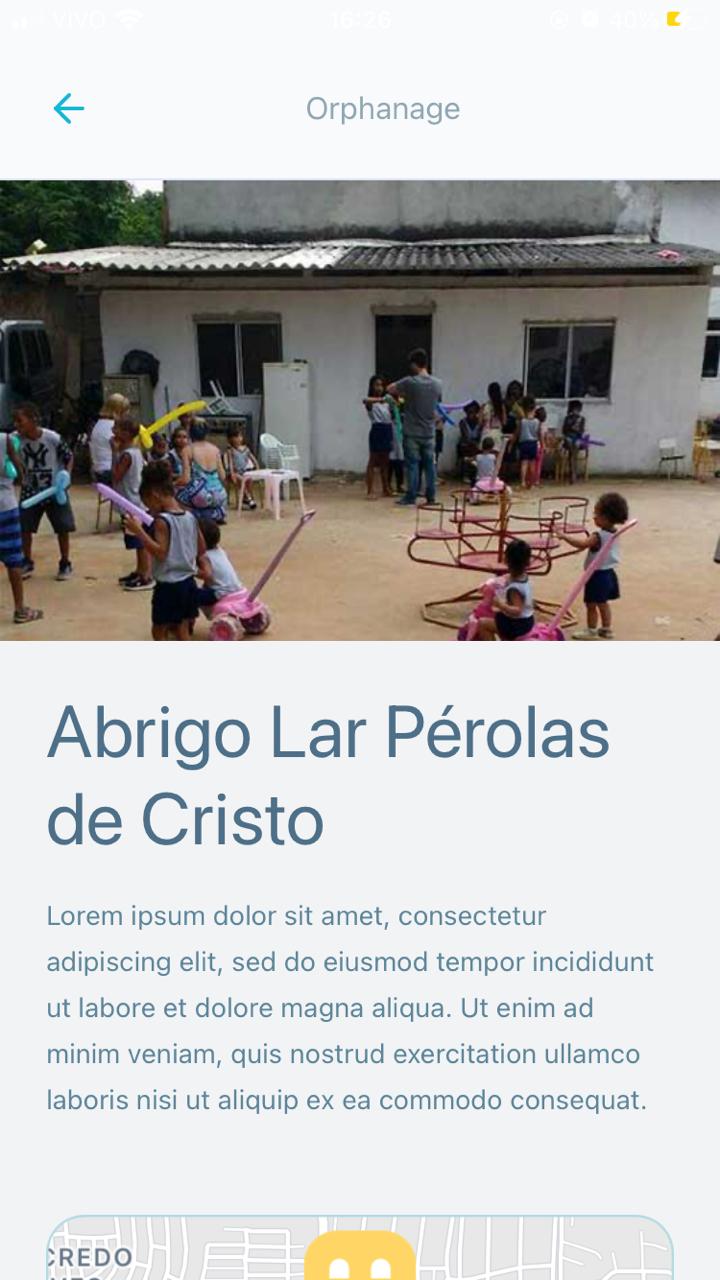 VIVO 16:26 40%
Orphanage
NY
Abrigo Lar Pérolas
de Cristo
Lorem ipsum dolor sit amet, consectetur
adipiscing elit, sed do eiusmod tempor incididunt
ut labore et dolore magna aliqua. Ut enim ad
minim veniam, quis nostrud exercitation ullamco
laboris nisi ut aliquip ex ea commodo consequat.
CREDO